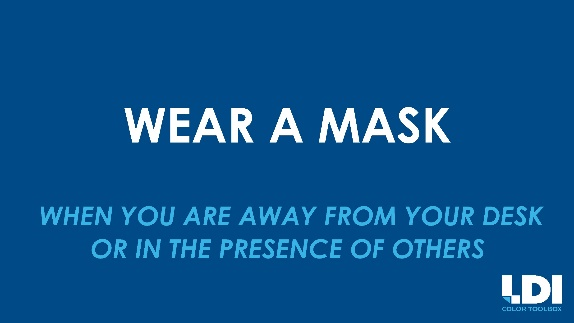 WEAR A MASK
WHEN YOU ARE AWAY FROM YOUR DESK
OR IN THE PRESENCE OF OTHERS
LDI
COLOR TOOLBOX